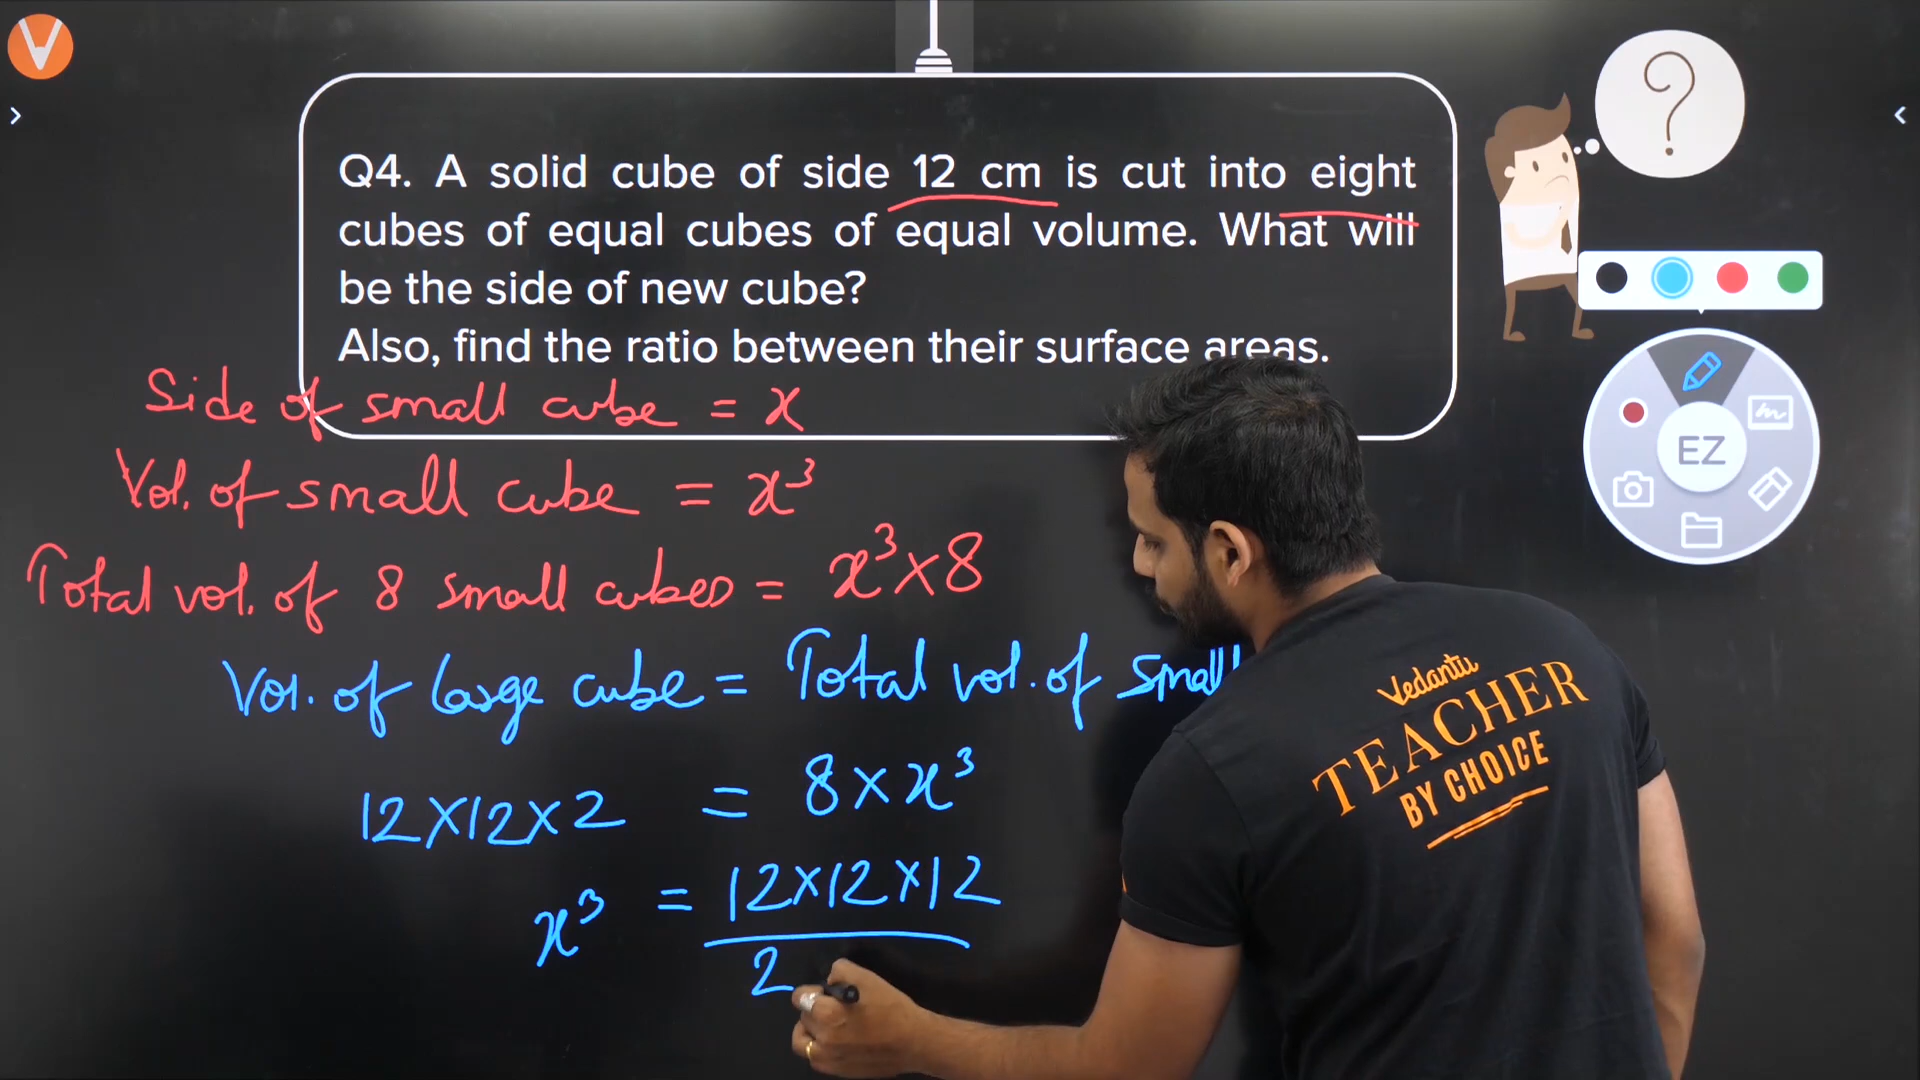 Q4. A solid cube of side 12 cm is cut into eight
cubes of equal cubes of equal volume. What will
be the side of new cube?
Also, find the ratio between their surface areas.
Side of small cube = x
Vol. of small cube = x³
Total vol. of 8 small cubes = x³×8
Vol. of large cube = Total vol. of small
12×12×2 = 8×x³
x³ = 12×12×12
2
?
EZ
Vedantu
TEACHER
BY CHOICE